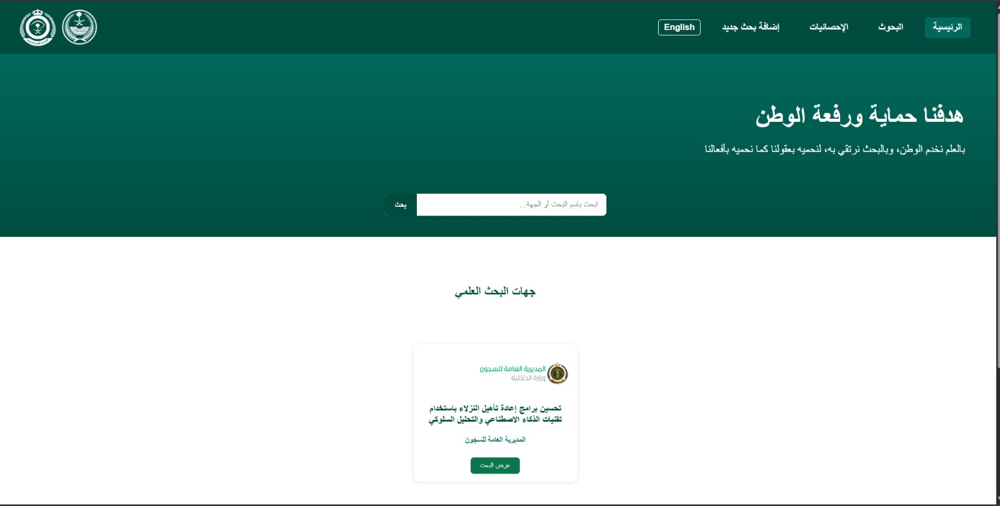 الرئيسية
البحوث
الإحصائيات
إضافة بحث جديد
English
هدفنا حماية ورفعة الوطن
بالعلم نخدم الوطن، وبالبحث نرتقي به، لنحميه بعقولنا كما نحميه بأفعالنا
ابحث باسم البحث أو الجهة...
بحث
جهات البحث العلمي
المديرية العامة للسجون
وزارة الداخلية
تحسين برامج إعادة تأهيل النزلاء باستخدام
تقنيات الذكاء الاصطناعي والتحليل السلوكي
المديرية العامة للسجون
عرض البحث